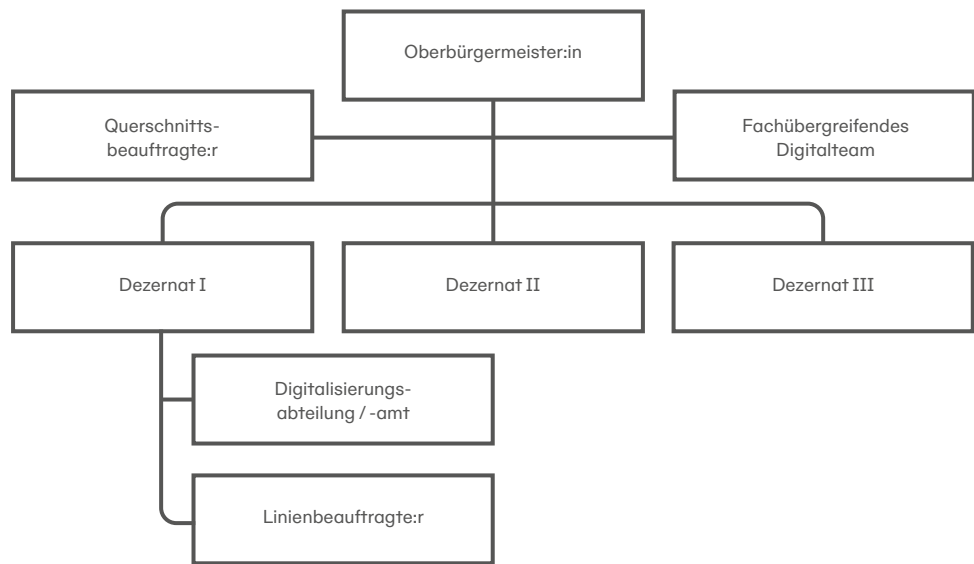 Oberbürgermeister:in
Querschnitts-
beauftragte:r
Fachübergreifendes
Digitalteam
Dezernat I
Dezernat II
Dezernat III
Digitalisierungs-
abteilung / -amt
Linienbeauftragte:r